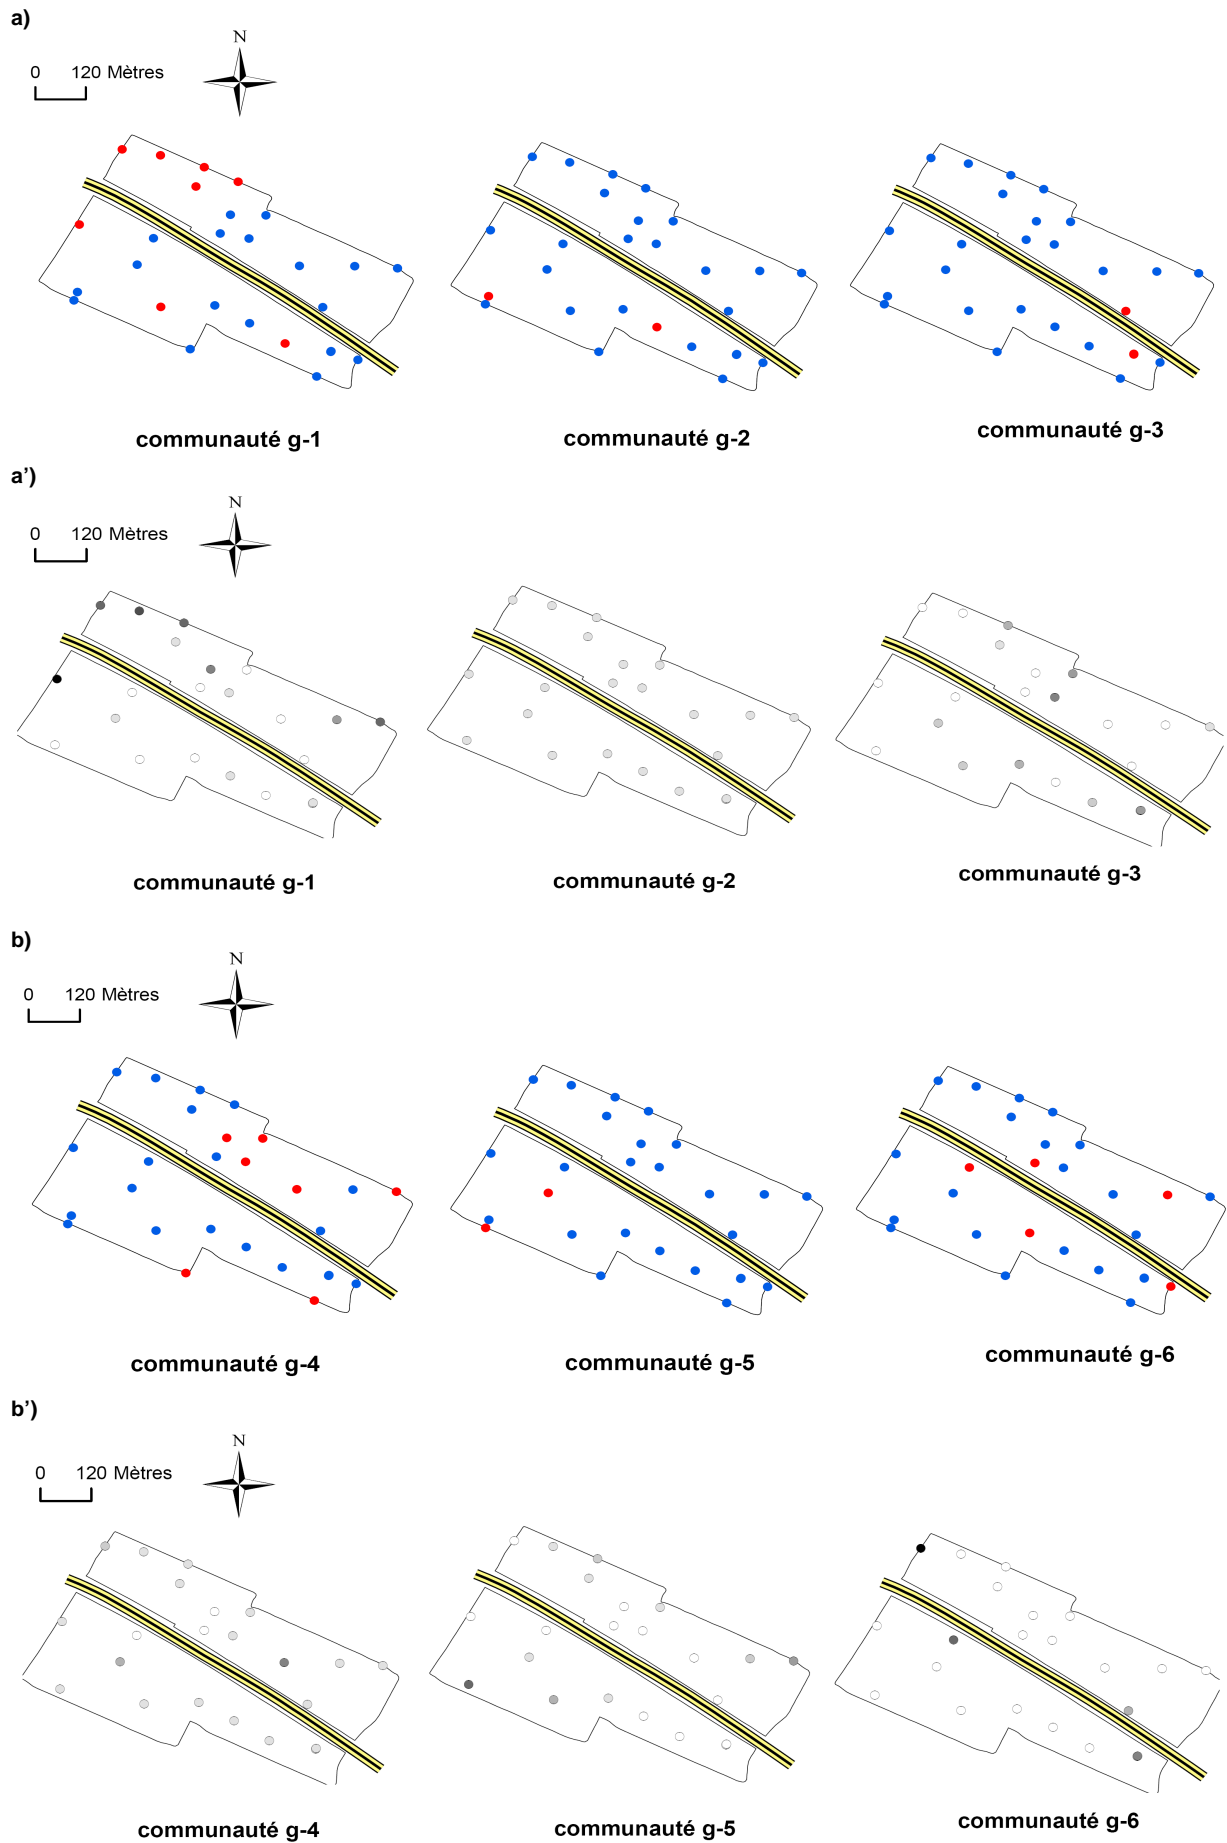 a)
N
0 120 Mètres
communauté g-1 communauté g-2 communauté g-3
a’)
N
0 120 Mètres
communauté g-1 communauté g-2 communauté g-3
b)
N
0 120 Mètres
communauté g-4 communauté g-5 communauté g-6
b’)
N
0 120 Mètres
communauté g-4 communauté g-5 communauté g-6